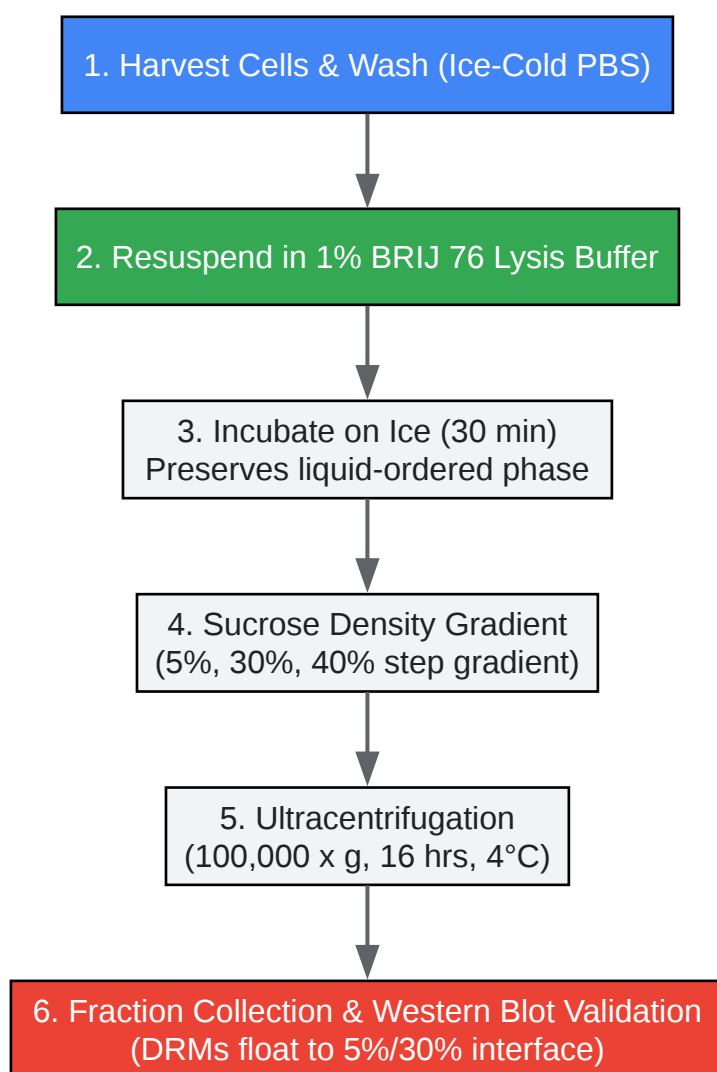 1. Harvest Cells & Wash (Ice-Cold PBS)
2. Resuspend in 1% BRIJ 76 Lysis Buffer
3. Incubate on Ice (30 min)
Preserves liquid-ordered phase
4. Sucrose Density Gradient
(5%, 30%, 40% step gradient)
5. Ultracentrifugation
(100,000 x g, 16 hrs, 4°C)
6. Fraction Collection & Western Blot Validation
(DRMs float to 5%/30% interface)